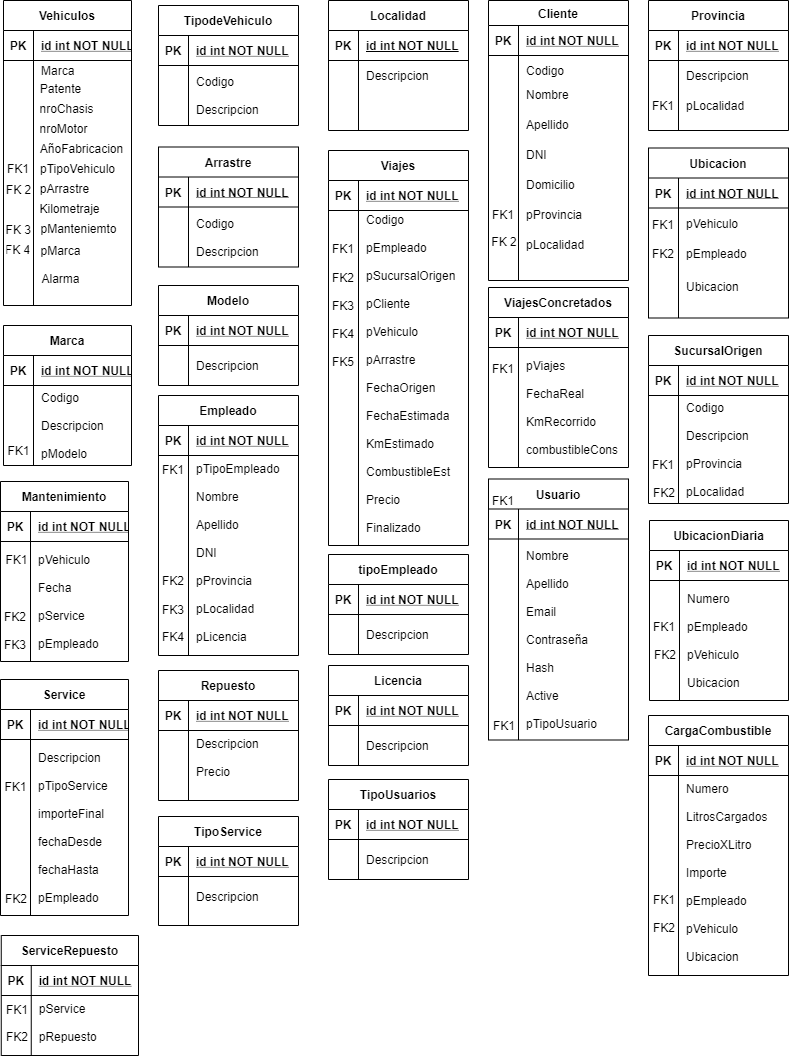 Vehiculos
PK id int NOT NULL
Marca
Patente
nroChasis
nroMotor
AñoFabricacion
FK1 pTipoVehiculo
FK 2 pArrastre
Kilometraje
FK 3 pManteniemto
FK 4 pMarca
Alarma
Marca
PK id int NOT NULL
Codigo
Descripcion
FK1 pModelo
Mantenimiento
PK id int NOT NULL
FK1 pVehiculo
Fecha
FK2 pService
FK3 pEmpleado
Service
PK id int NOT NULL
Descripcion
FK1 pTipoService
importeFinal
fechaDesde
fechaHasta
FK2 pEmpleado
ServiceRepuesto
PK id int NOT NULL
FK1 pService
FK2 pRepuesto
TipodeVehiculo
PK id int NOT NULL
Codigo
Descripcion
Arrastre
PK id int NOT NULL
Codigo
Descripcion
Modelo
PK id int NOT NULL
Descripcion
Empleado
PK id int NOT NULL
FK1 pTipoEmpleado
Nombre
Apellido
DNI
FK2 pProvincia
FK3 pLocalidad
FK4 pLicencia
Repuesto
PK id int NOT NULL
Descripcion
Precio
TipoService
PK id int NOT NULL
Descripcion
Localidad
PK id int NOT NULL
Descripcion
Viajes
PK id int NOT NULL
Codigo
FK1 pEmpleado
FK2 pSucursalOrigen
FK3 pCliente
FK4 pVehiculo
FK5 pArrastre
FechaOrigen
FechaEstimada
KmEstimado
CombustibleEst
Precio
Finalizado
tipoEmpleado
PK id int NOT NULL
Descripcion
Licencia
PK id int NOT NULL
Descripcion
TipoUsuarios
PK id int NOT NULL
Descripcion
Cliente
PK id int NOT NULL
Codigo
Nombre
Apellido
DNI
Domicilio
FK1 pProvincia
FK 2 pLocalidad
ViajesConcretados
PK id int NOT NULL
FK1 pViajes
FechaReal
KmRecorrido
combustibleCons
FK1 Usuario
PK id int NOT NULL
Nombre
Apellido
Email
Contraseña
Hash
Active
FK1 pTipoUsuario
Provincia
PK id int NOT NULL
Descripcion
FK1 pLocalidad
Ubicacion
PK id int NOT NULL
FK1 pVehiculo
FK2 pEmpleado
Ubicacion
SucursalOrigen
PK id int NOT NULL
Codigo
Descripcion
FK1 pProvincia
FK2 pLocalidad
UbicacionDiaria
PK id int NOT NULL
Numero
FK1 pEmpleado
FK2 pVehiculo
Ubicacion
CargaCombustible
PK id int NOT NULL
Numero
LitrosCargados
PrecioXLitro
Importe
FK1 pEmpleado
FK2 pVehiculo
Ubicacion